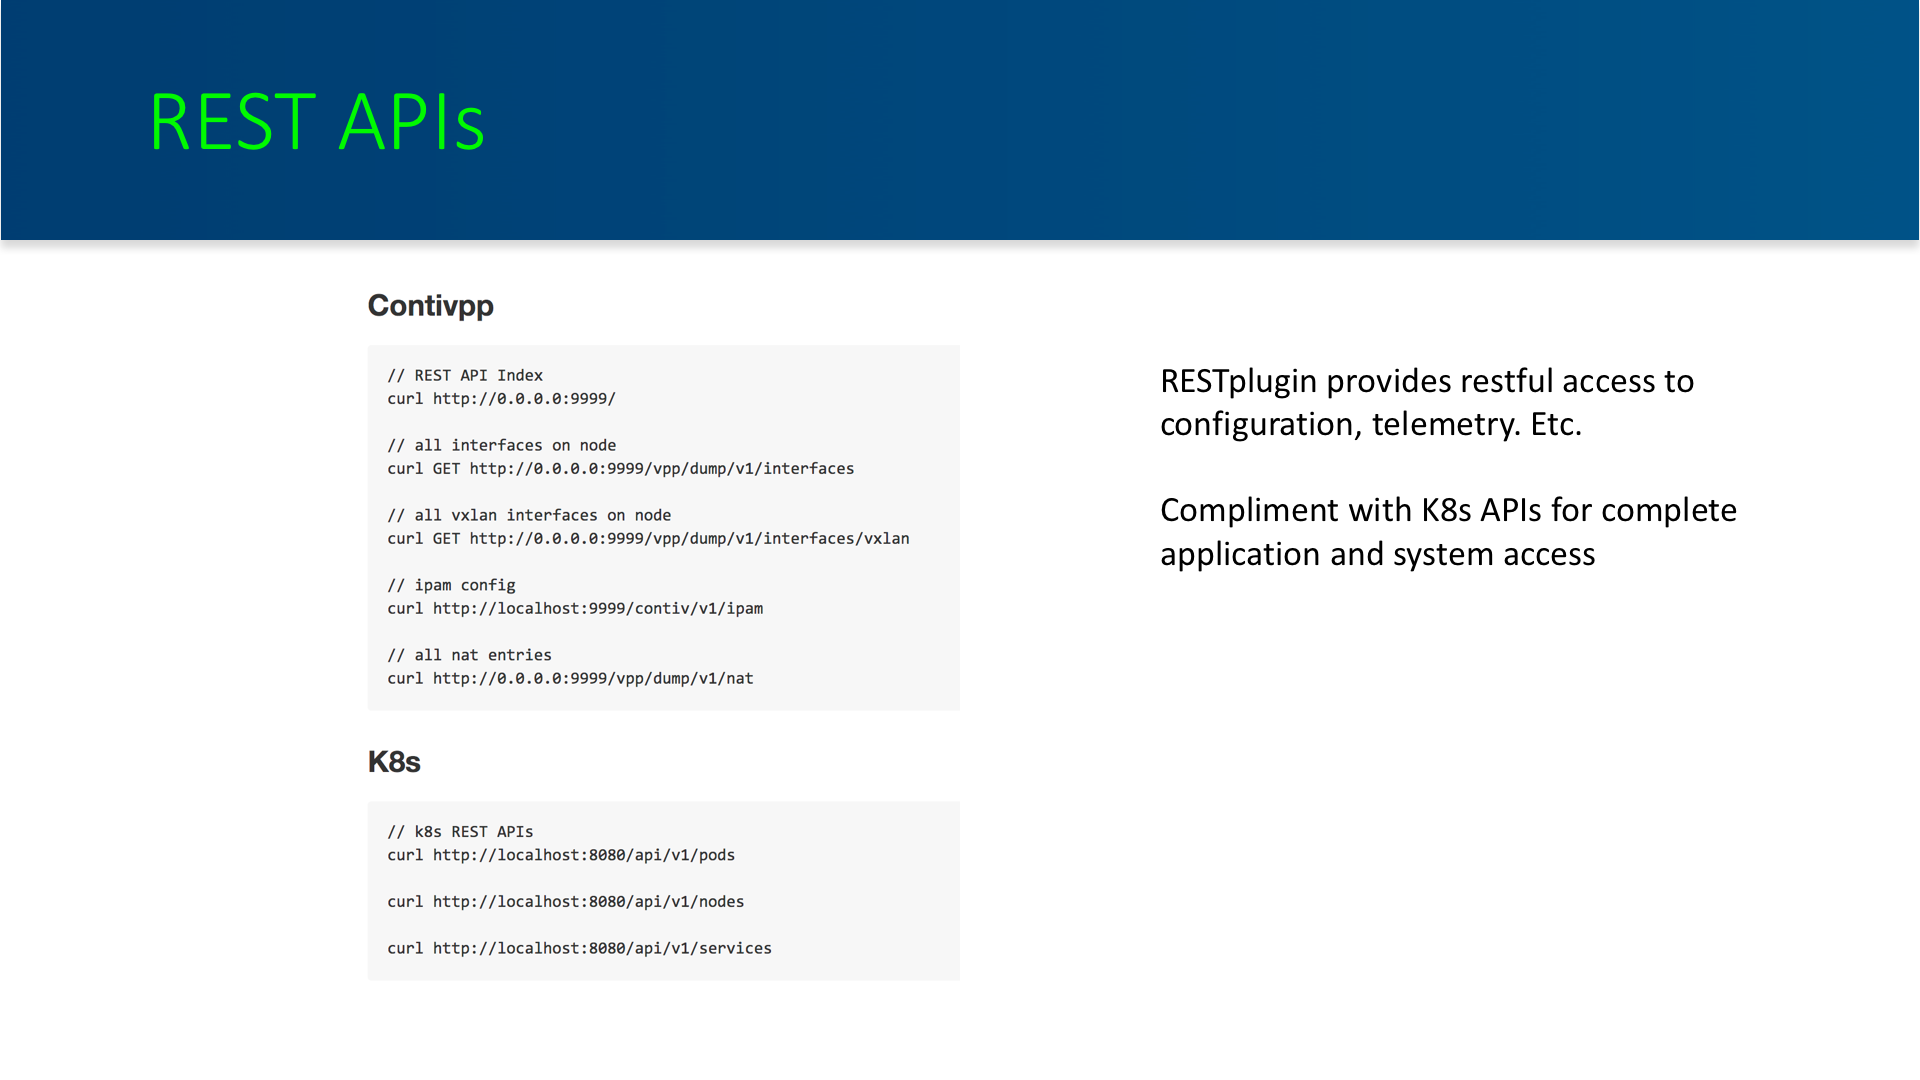 REST APIs
Contivpp
// REST API Index
curl http://0.0.0.0:9999/
// all interfaces on node
curl GET http://0.0.0.0:9999/vpp/dump/v1/interfaces
// all vxlan interfaces on node
curl GET http://0.0.0.0:9999/vpp/dump/v1/interfaces/vxlan
// ipam config
curl http://localhost:9999/contiv/v1/ipam
// all nat entries
curl http://0.0.0.0:9999/vpp/dump/v1/nat
K8s
// k8s REST APIs
curl http://localhost:8080/api/v1/pods
curl http://localhost:8080/api/v1/nodes
curl http://localhost:8080/api/v1/services
RESTplugin provides restful access to
configuration, telemetry. Etc.
Compliment with K8s APIs for complete
application and system access